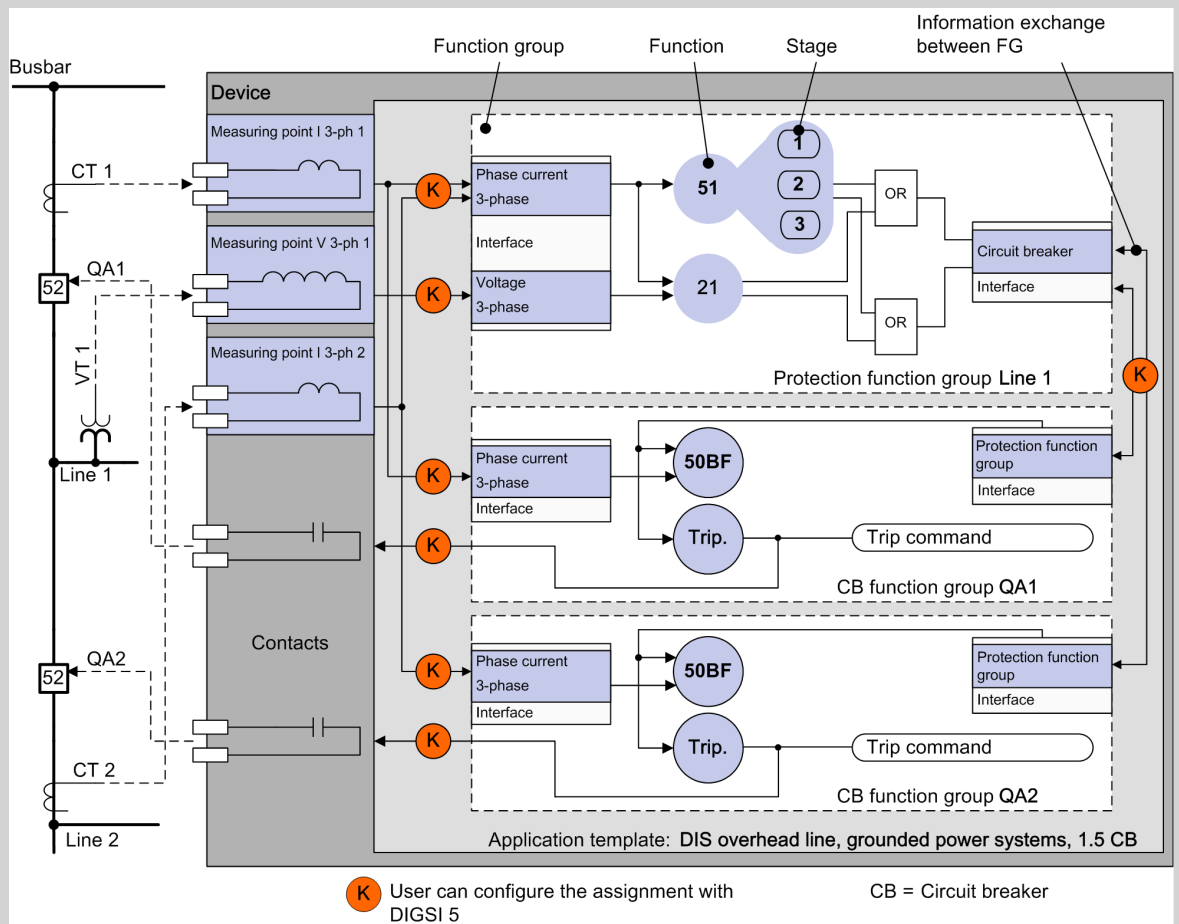 Function group
Function
Stage
Information exchange
between FG
Busbar
Device
Measuring point I 3-ph 1
CT 1
K
Phase current
3-phase
Interface
Voltage
3-phase
51
1
2
3
OR
Circuit breaker
Interface
Measuring point V 3-ph 1
QA1
52
K
21
OR
VT 1
Measuring point I 3-ph 2
Protection function group Line 1
K
Line 1
K
Phase current
3-phase
Interface
50BF
Protection function
group
Interface
K
Trip.
Trip command
CB function group QA1
Contacts
QA2
52
K
Phase current
3-phase
Interface
50BF
Protection function
group
Interface
K
Trip.
Trip command
CB function group QA2
CT 2
Line 2
Application template: DIS overhead line, grounded power systems, 1.5 CB
K User can configure the assignment with
DIGSI 5
CB = Circuit breaker